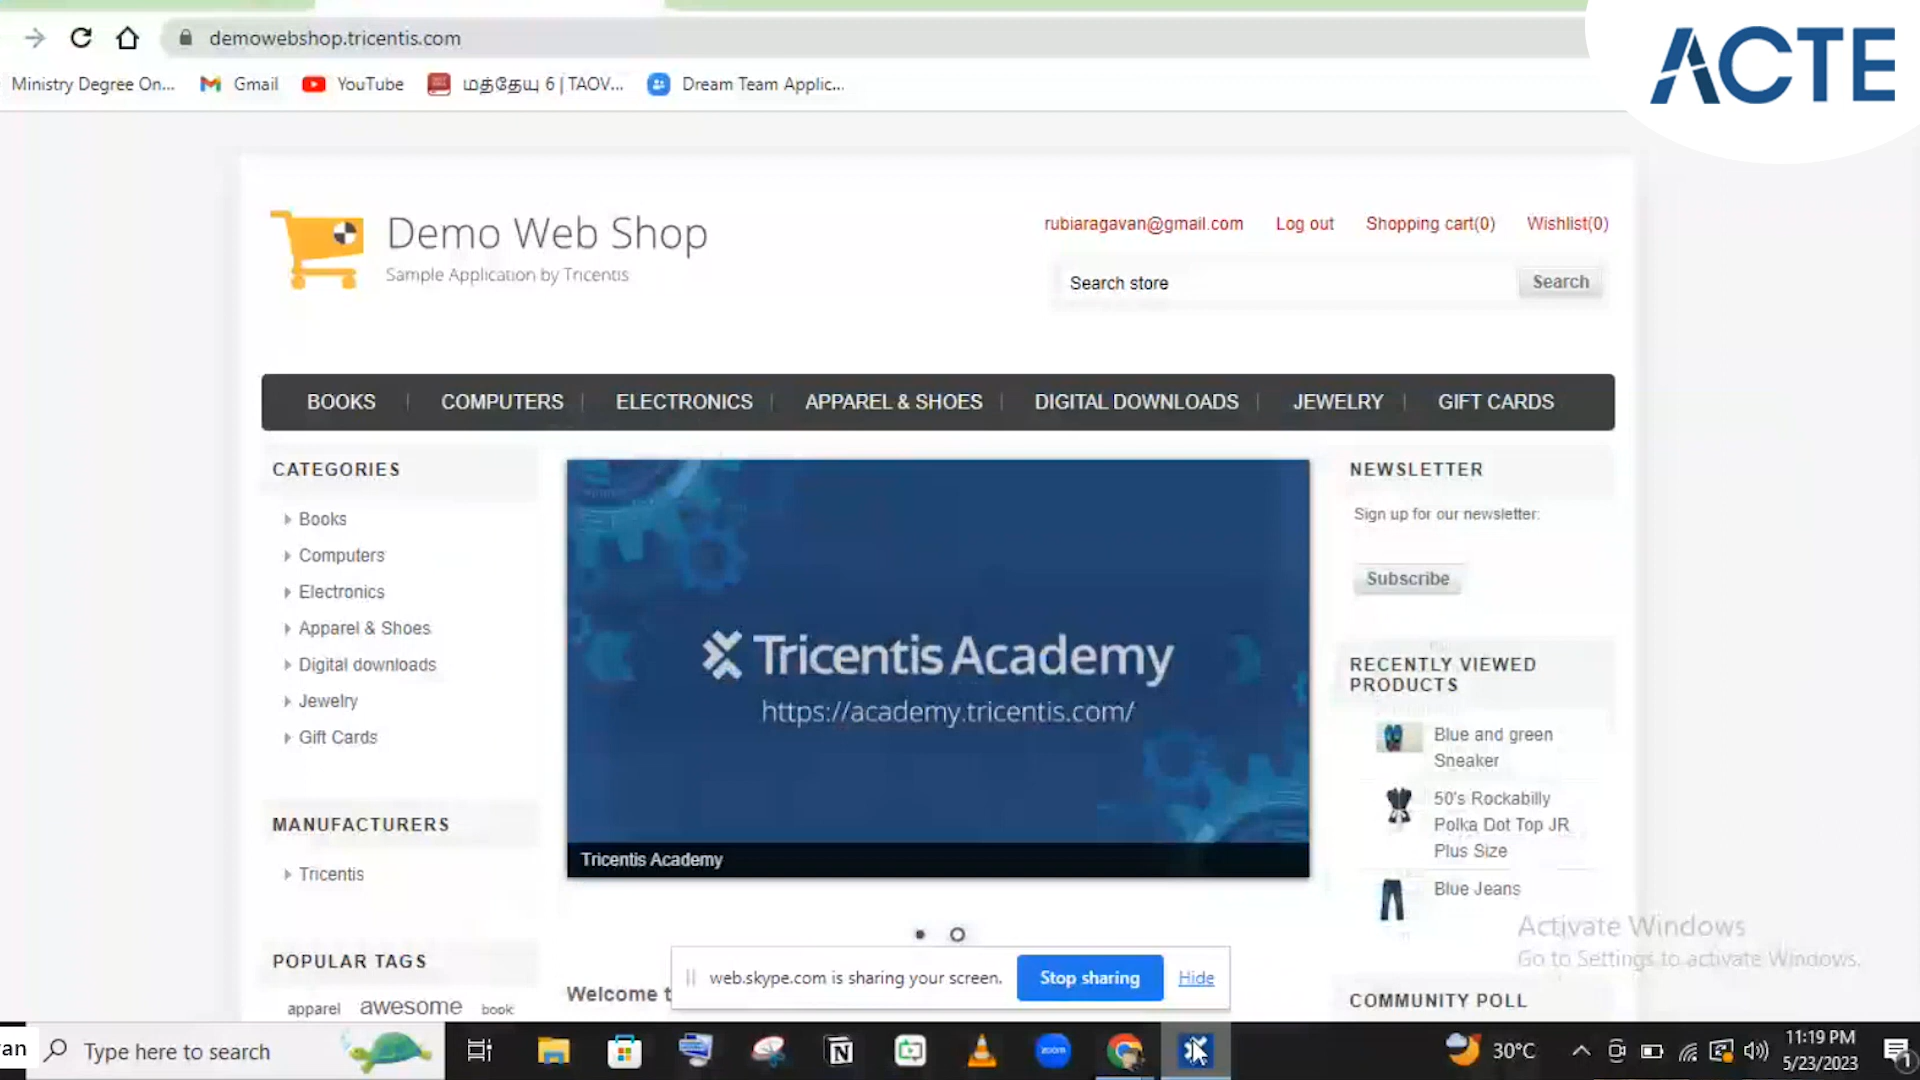 demowebshop.tricentis.com
ACTE
Ministry Degree On... Gmail YouTube மத்தேயு 6 | TAOV... Dream Team Applic...
Demo Web Shop
Sample Application by Tricentis
rubiaragavan@gmail.com Log out Shopping cart(0) Wishlist(0)
Search store Search
BOOKS COMPUTERS ELECTRONICS APPAREL & SHOES DIGITAL DOWNLOADS JEWELRY GIFT CARDS
CATEGORIES
Books
Computers
Electronics
Apparel & Shoes
Digital downloads
Jewelry
Gift Cards
MANUFACTURERS
Tricentis
POPULAR TAGS
apparel awesome book
Tricentis Academy
https://academy.tricentis.com/
Tricentis Academy
Welcome t
NEWSLETTER
Sign up for our newsletter:
Subscribe
RECENTLY VIEWED
PRODUCTS
Blue and green
Sneaker
50's Rockabilly
Polka Dot Top JR
Plus Size
Blue Jeans
COMMUNITY POLL
Activate Windows
Go to Settings to activate Windows.
web.skype.com is sharing your screen. Stop sharing Hide
van
Type here to search
zoom
30°C
11:19 PM
5/23/2023
1